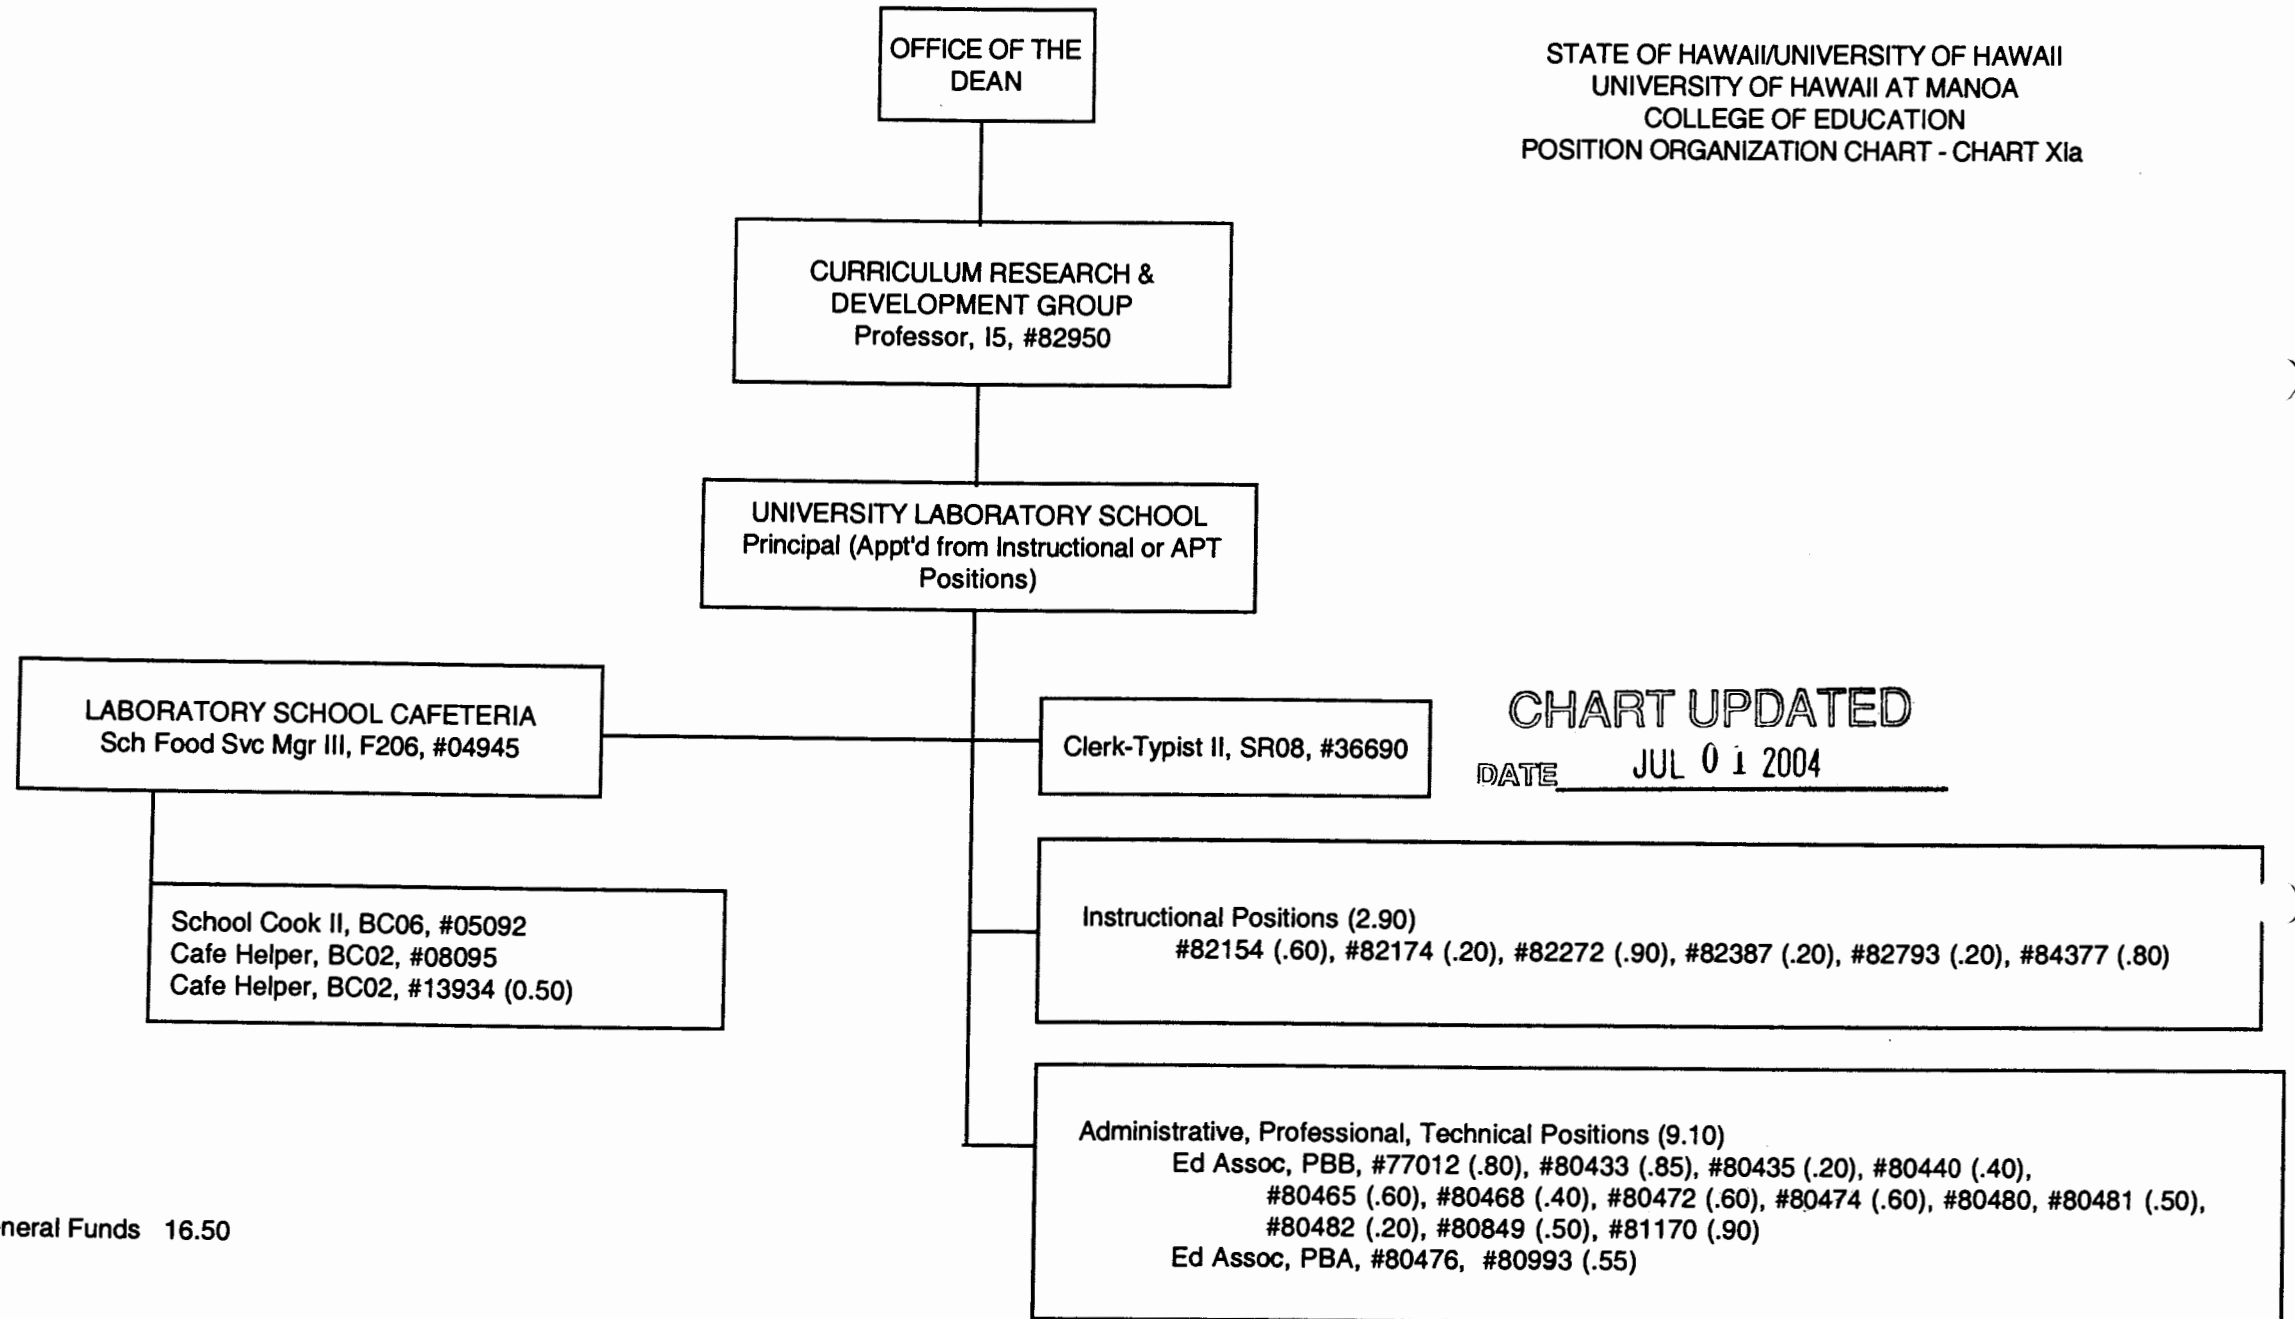 OFFICE OF THE
DEAN
STATE OF HAWAII/UNIVERSITY OF HAWAII
UNIVERSITY OF HAWAII AT MANOA
COLLEGE OF EDUCATION
POSITION ORGANIZATION CHART - CHART XIa
CURRICULUM RESEARCH &
DEVELOPMENT GROUP
Professor, I5, #82950
UNIVERSITY LABORATORY SCHOOL
Principal (Appt'd from Instructional or APT
Positions)
LABORATORY SCHOOL CAFETERIA
Sch Food Svc Mgr III, F206, #04945
Clerk-Typist II, SR08, #36690
CHART UPDATED
DATE JUL 01 2004
School Cook II, BC06, #05092
Cafe Helper, BC02, #08095
Cafe Helper, BC02, #13934 (0.50)
Instructional Positions (2.90)
#82154 (.60), #82174 (.20), #82272 (.90), #82387 (.20), #82793 (.20), #84377 (.80)
Administrative, Professional, Technical Positions (9.10)
Ed Assoc, PBB, #77012 (.80), #80433 (.85), #80435 (.20), #80440 (.40),
#80465 (.60), #80468 (.40), #80472 (.60), #80474 (.60), #80480, #80481 (.50),
#80482 (.20), #80849 (.50), #81170 (.90)
Ed Assoc, PBA, #80476, #80993 (.55)
neral Funds 16.50